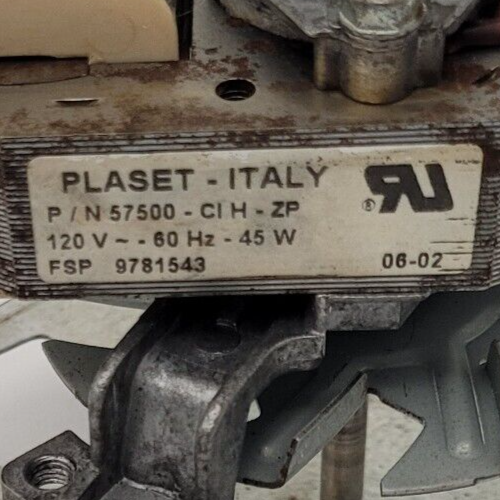 PLASET - ITALY
P / N 57500 - CI H - ZP
120 V ~ - 60 Hz - 45 W
FSP 9781543
06-02